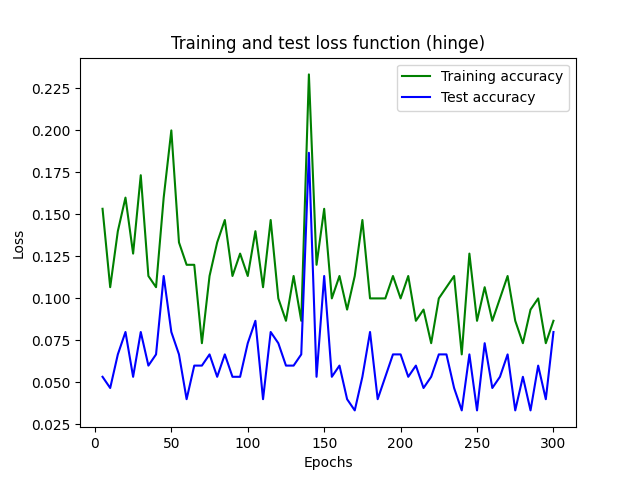 Training and test loss function (hinge)
Training accuracy
Test accuracy
0.225
0.200
0.175
0.150
0.125
0.100
0.075
0.050
0.025
Loss
0 50 100 150 200 250 300
Epochs